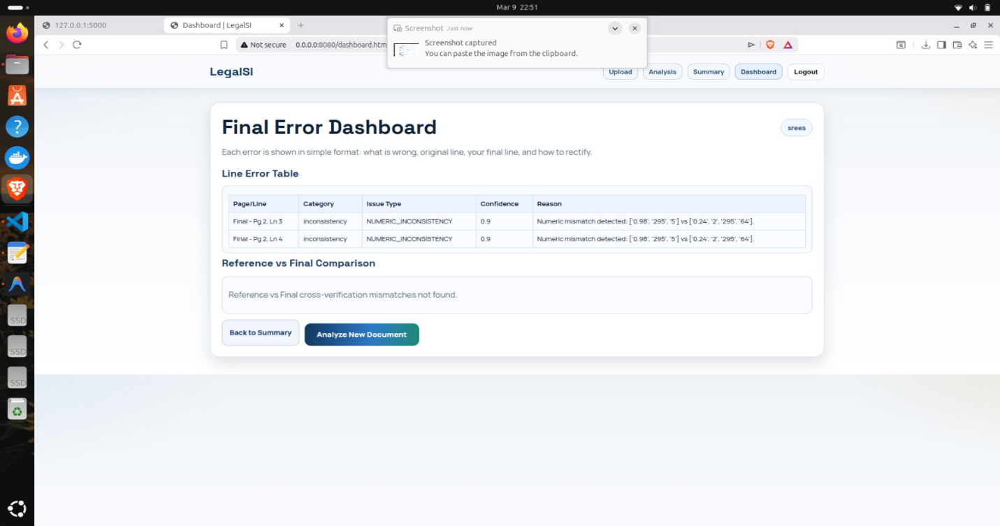 Mar 9 22:51
127.0.0.1:5000
Dashboard | LegalSI
Screenshot Just now
Screenshot captured
You can paste the image from the clipboard.
Not secure 0.0.0.0:8080/dashboard.htm
LegalSI
Upload Analysis Summary Dashboard Logout
Final Error Dashboard
srees
Each error is shown in simple format: what is wrong, original line, your final line, and how to rectify.
Line Error Table
Page/Line Category Issue Type Confidence Reason
Final - Pg 2, Ln 3 inconsistency NUMERIC_INCONSISTENCY 0.9 Numeric mismatch detected: ['0.98', '295', '5'] vs ['0.24', '2', '295', '64'].
Final - Pg 2, Ln 4 inconsistency NUMERIC_INCONSISTENCY 0.9 Numeric mismatch detected: ['0.98', '295', '5'] vs ['0.24', '2', '295', '64'].
Reference vs Final Comparison
Reference vs Final cross-verification mismatches not found.
Back to Summary Analyze New Document
SSD
SSD
SSD